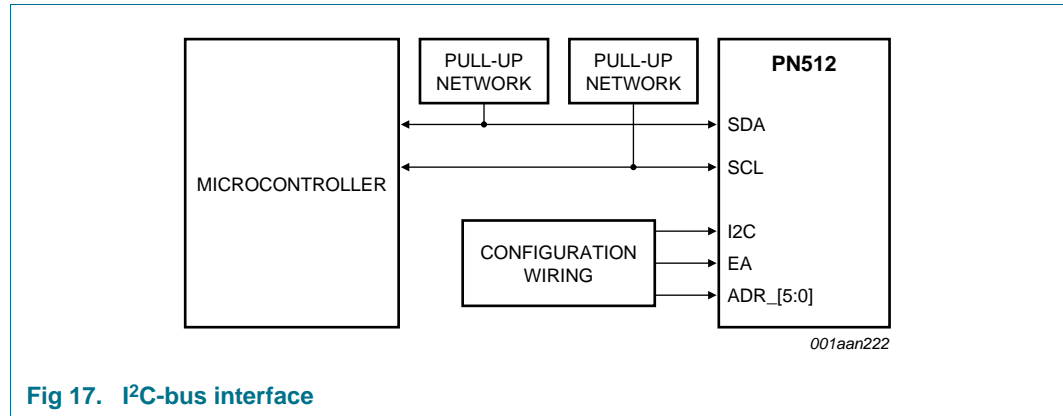 PULL-UP
NETWORK
PULL-UP
NETWORK
PN512
SDA
SCL
MICROCONTROLLER
I2C
CONFIGURATION
WIRING
EA
ADR_[5:0]
001aan222
Fig 17. I²C-bus interface